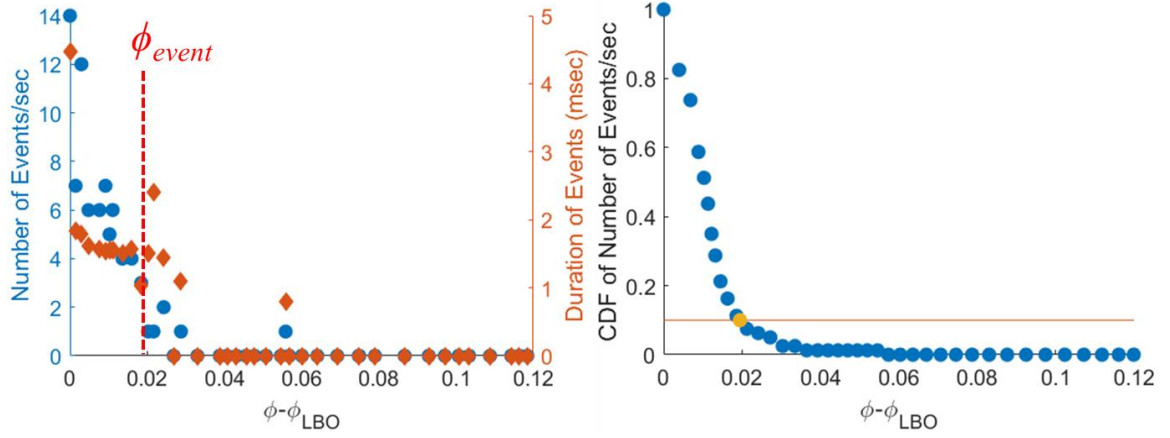 14
12
10
8
6
4
2
0
Number of Events/sec
ϕ_event
5
4
3
2
1
0
Duration of Events (msec)
0 0.02 0.04 0.06 0.08 0.1 0.12
ϕ-ϕ_LBO
1
0.8
0.6
0.4
0.2
0
CDF of Number of Events/sec
0 0.02 0.04 0.06 0.08 0.1 0.12
ϕ-ϕ_LBO